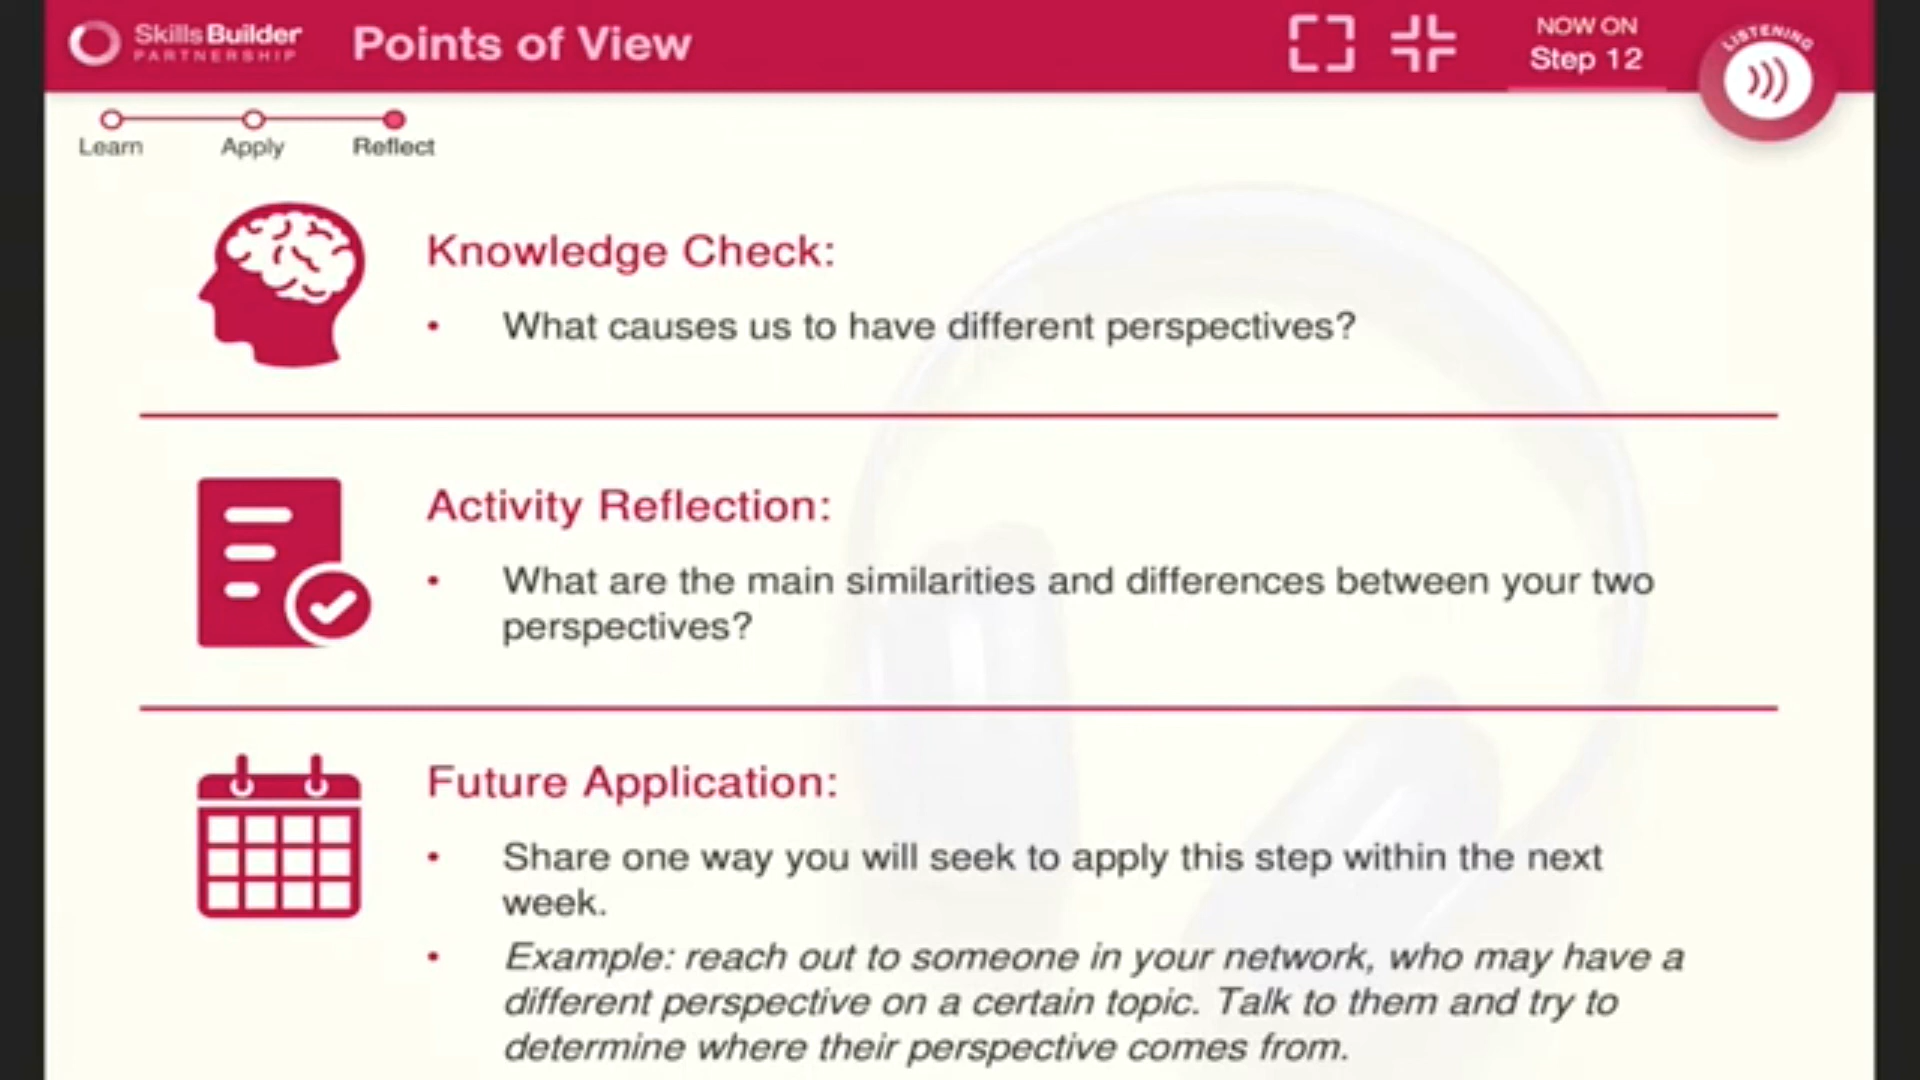 SkillsBuilder
PARTNERSHIP
Points of View
NOW ON
Step 12
LISTENING
Learn
Apply
Reflect
Knowledge Check:
• What causes us to have different perspectives?
Activity Reflection:
• What are the main similarities and differences between your two
perspectives?
Future Application:
• Share one way you will seek to apply this step within the next
week.
• Example: reach out to someone in your network, who may have a
different perspective on a certain topic. Talk to them and try to
determine where their perspective comes from.